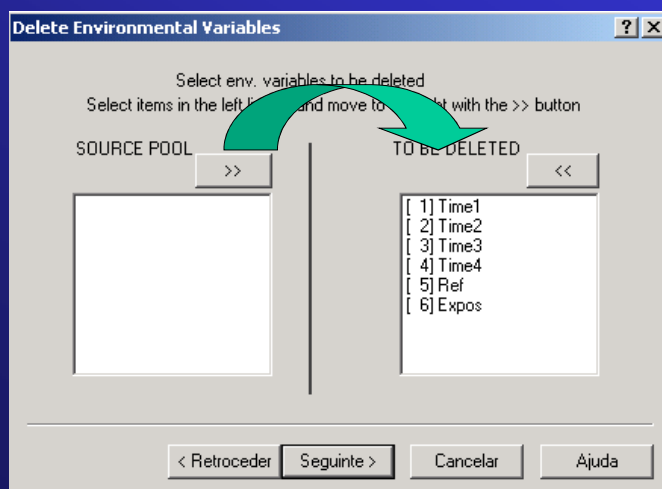 Delete Environmental Variables
Select env. variables to be deleted
Select items in the left and move to with the >> button
SOURCE POOL
TO BE DELETED
>>
<<
[ 1] Time1
[ 2] Time2
[ 3] Time3
[ 4] Time4
[ 5] Ref
[ 6] Expos
< Retroceder
Seguinte >
Cancelar
Ajuda